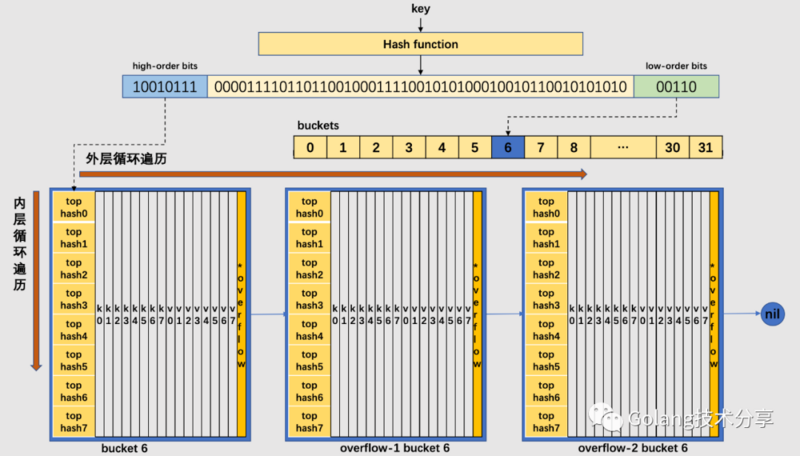 key
Hash function
high-order bits
low-order bits
10010111 000011110110110010001111001010100010010110010101010 00110
buckets
0 1 2 3 4 5 6 7 8 ··· 30 31
外层循环遍历
内层循环遍历
top hash0
top hash1
top hash2
top hash3
top hash4
top hash5
top hash6
top hash7
k0 k1 k2 k3 k4 k5 k6 k7 v0 v1 v2 v3 v4 v5 v6 v7
*overflow
bucket 6
top hash0
top hash1
top hash2
top hash3
top hash4
top hash5
top hash6
top hash7
k0 k1 k2 k3 k4 k5 k6 k7 v0 v1 v2 v3 v4 v5 v6 v7
*overflow
overflow-1 bucket 6
top hash0
top hash1
top hash2
top hash3
top hash4
top hash5
top hash6
top hash7
k0 k1 k2 k3 k4 k5 k6 k7 v0 v1 v2 v3 v4 v5 v6 v7
*overflow
overflow-2 bucket 6
nil
Golang技术分享